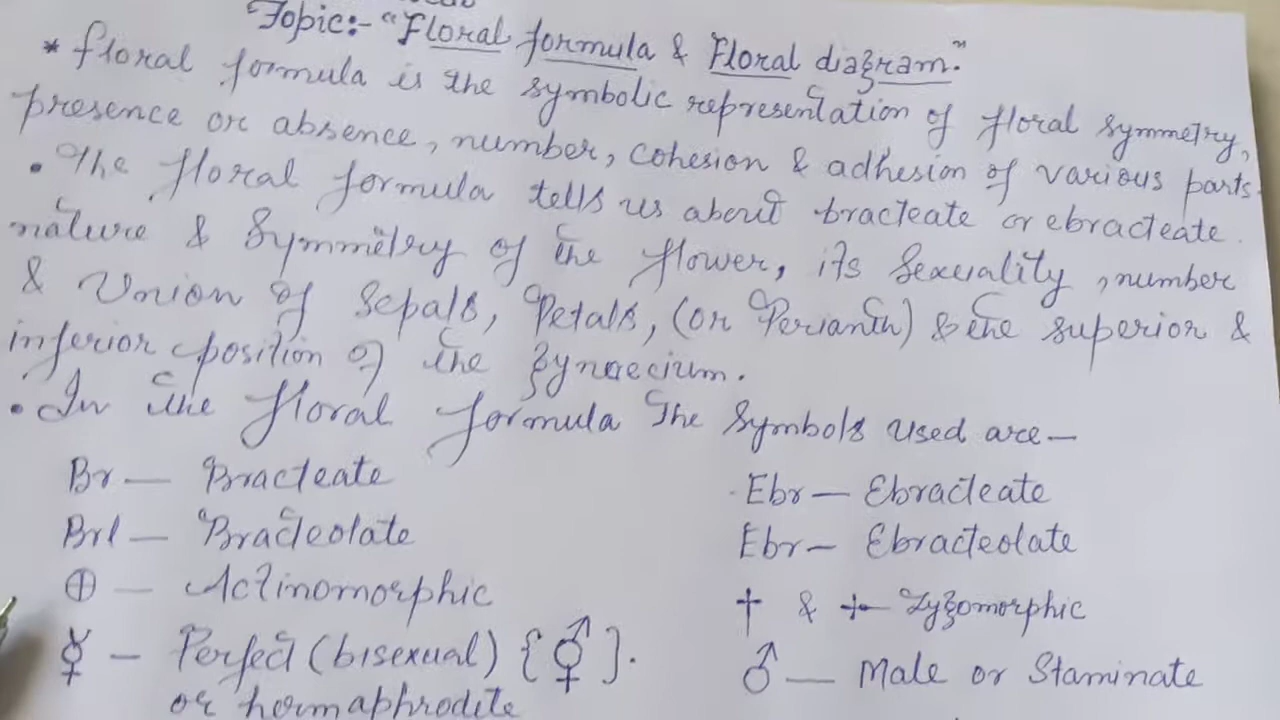 Topic:- "Floral formula & Floral diagram."
* floral formula is the symbolic representation of floral symmetry,
presence or absence, number, cohesion & adhesion of various parts.
• The floral formula tells us about bracteate or ebracteate.
nature & Symmetry of the flower, its Sexuality, number
& Union of Sepals, Petals, (or Perianth) & the superior &
inferior position of the gynoecium.
• In the floral formula The Symbols used are—
Br — Bracteate Ebr — Ebracteate
Brl — Bracteolate Ebr — Ebracteolate
⊕ — Actinomorphic † & ⸭ Zygomorphic
☿ — Perfect (bisexual) {⚥}. ♂ — Male or Staminate
or hermaphrodite